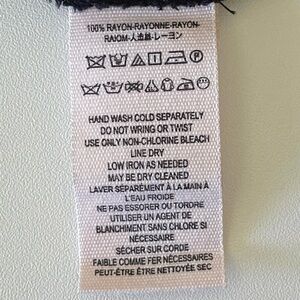 100% RAYON-RAYONNE-RAYON-
RAIOM-人造絲-レーヨン
HAND WASH COLD SEPARATELY
DO NOT WRING OR TWIST
USE ONLY NON-CHLORINE BLEACH
LINE DRY
LOW IRON AS NEEDED
MAY BE DRY CLEANED
LAVER SÉPARÉMENT À LA MAIN À
L'EAU FROIDE
NE PAS ESSORER OU TORDRE
UTILISER UN AGENT DE
BLANCHIMENT SANS CHLORE SI
NÉCESSAIRE
SÉCHER SUR CORDE
FAIBLE COMME FER NÉCESSAIRES
PEUT-ÊTRE ÊTRE NETTOYÉE SEC